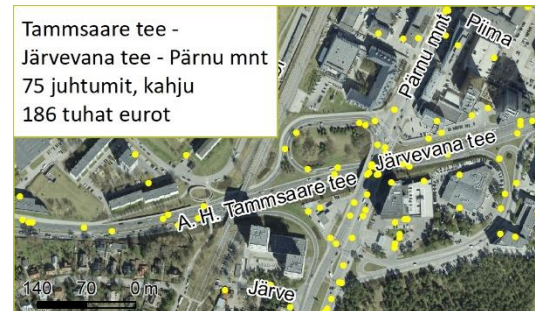 Tammsaare tee -
Järvevana tee - Pärnu mnt
75 juhtumit, kahju
186 tuhat eurot
Pärnu mnt
Piima
Järvevana tee
A. H. Tammsaare tee
Järve
140 70 0 m